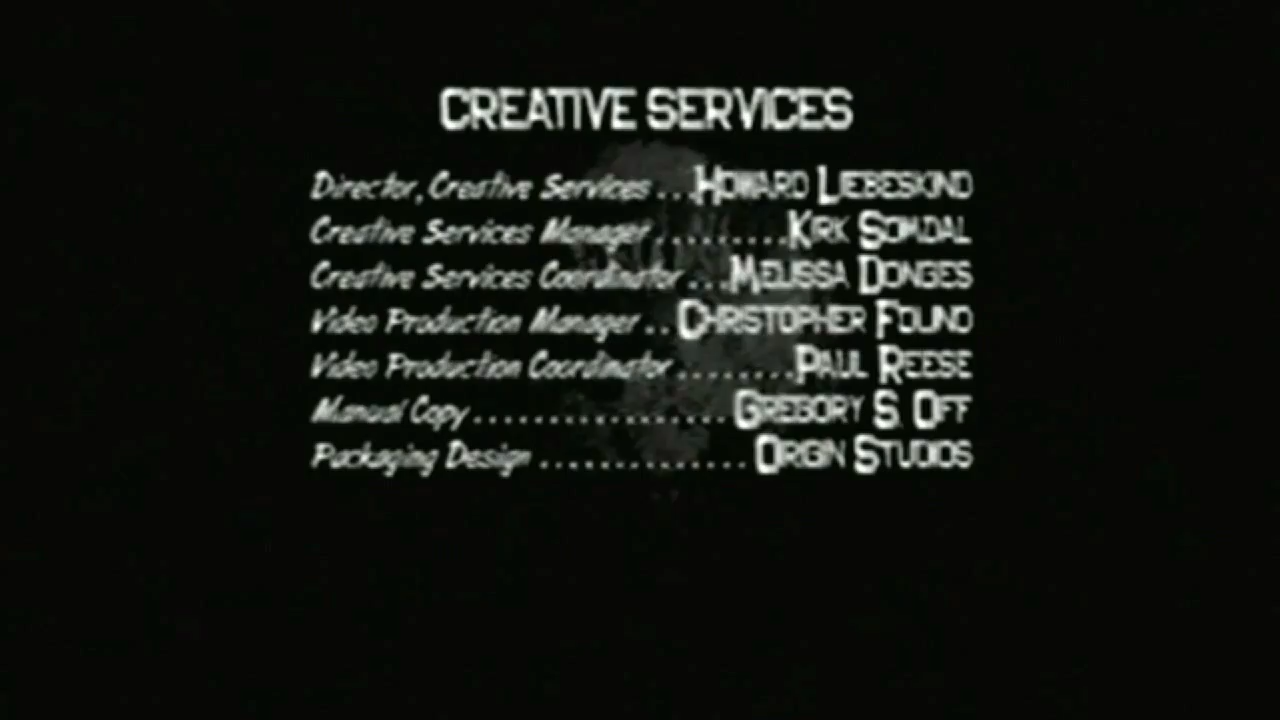 CREATIVE SERVICES
Director, Creative Services ...HOWARD LIEBESKIND
Creative Services Manager .........KIRK SOMDAL
Creative Services Coordinator ...MELISSA DONGES
Video Production Manager ..CHRISTOPHER FOUND
Video Production Coordinator ........PAUL REESE
Manual Copy ................. GREGORY S. OFF
Packaging Design .............. ORIGIN STUDIOS